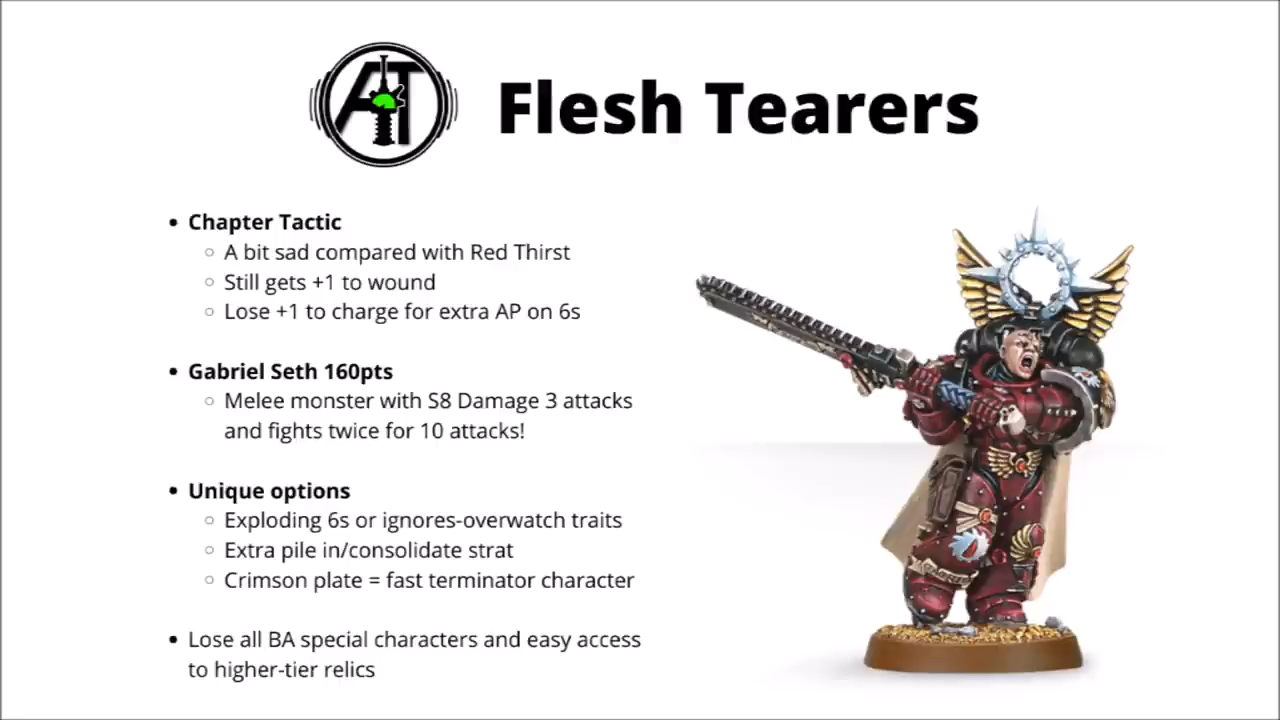 AT
Flesh Tearers
• Chapter Tactic
○ A bit sad compared with Red Thirst
○ Still gets +1 to wound
○ Lose +1 to charge for extra AP on 6s
• Gabriel Seth 160pts
○ Melee monster with S8 Damage 3 attacks
and fights twice for 10 attacks!
• Unique options
○ Exploding 6s or ignores-overwatch traits
○ Extra pile in/consolidate strat
○ Crimson plate = fast terminator character
• Lose all BA special characters and easy access
to higher-tier relics